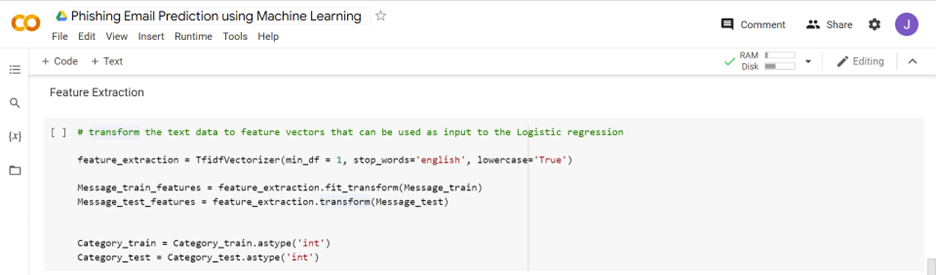 Phishing Email Prediction using Machine Learning
Comment
Share
J
File Edit View Insert Runtime Tools Help
+ Code + Text
RAM
Disk
Editing
{x}
Feature Extraction
[ ] # transform the text data to feature vectors that can be used as input to the Logistic regression
feature_extraction = TfidfVectorizer(min_df = 1, stop_words='english', lowercase='True')
Message_train_features = feature_extraction.fit_transform(Message_train)
Message_test_features = feature_extraction.transform(Message_test)
Category_train = Category_train.astype('int')
Category_test = Category_test.astype('int')